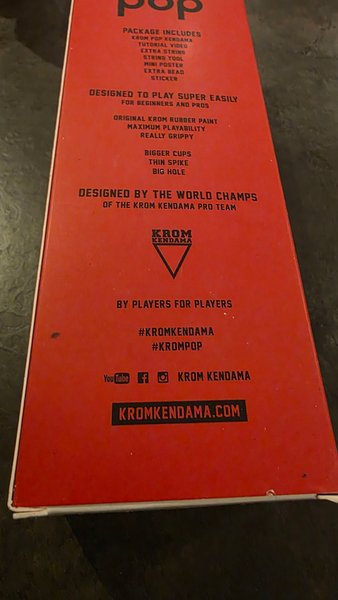 pop
PACKAGE INCLUDES
KROM POP KENDAMA
TUTORIAL VIDEO
EXTRA STRING
STRING TOOL
MINI POSTER
EXTRA BEAD
STICKER
DESIGNED TO PLAY SUPER EASILY
FOR BEGINNERS AND PROS
ORIGINAL KROM RUBBER PAINT
MAXIMUM PLAYABILITY
REALLY GRIPPY
BIGGER CUPS
THIN SPIKE
BIG HOLE
DESIGNED BY THE WORLD CHAMPS
OF THE KROM KENDAMA PRO TEAM
KROM
KENDAMA
BY PLAYERS FOR PLAYERS
#KROMKENDAMA
#KROMPOP
YouTube f KROM KENDAMA
KROMKENDAMA.COM